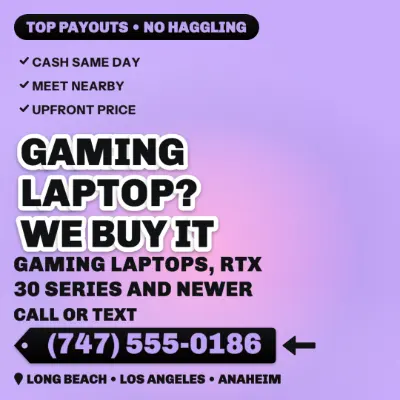 TOP PAYOUTS • NO HAGGLING
✓ CASH SAME DAY
✓ MEET NEARBY
✓ UPFRONT PRICE
GAMING
LAPTOP?
WE BUY IT
GAMING LAPTOPS, RTX
30 SERIES AND NEWER
CALL OR TEXT
(747) 555-0186
LONG BEACH • LOS ANGELES • ANAHEIM